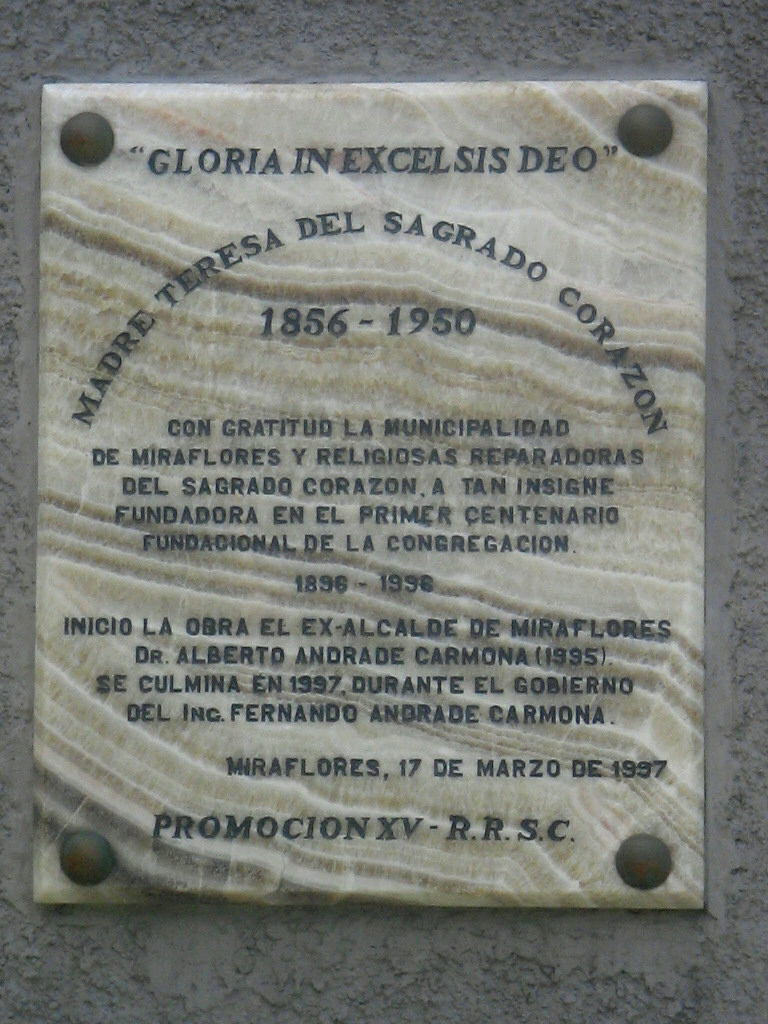 "GLORIA IN EXCELSIS DEO"
MADRE TERESA DEL SAGRADO CORAZON
1856 - 1950
CON GRATITUD LA MUNICIPALIDAD
DE MIRAFLORES Y RELIGIOSAS REPARADORAS
DEL SAGRADO CORAZON, A TAN INSIGNE
FUNDADORA EN EL PRIMER CENTENARIO
FUNDACIONAL DE LA CONGREGACION.
1896 - 1996
INICIO LA OBRA EL EX-ALCALDE DE MIRAFLORES
DR. ALBERTO ANDRADE CARMONA (1995).
SE CULMINA EN 1997, DURANTE EL GOBIERNO
DEL ING. FERNANDO ANDRADE CARMONA.
MIRAFLORES, 17 DE MARZO DE 1997
PROMOCION XV - R.R.S.C.